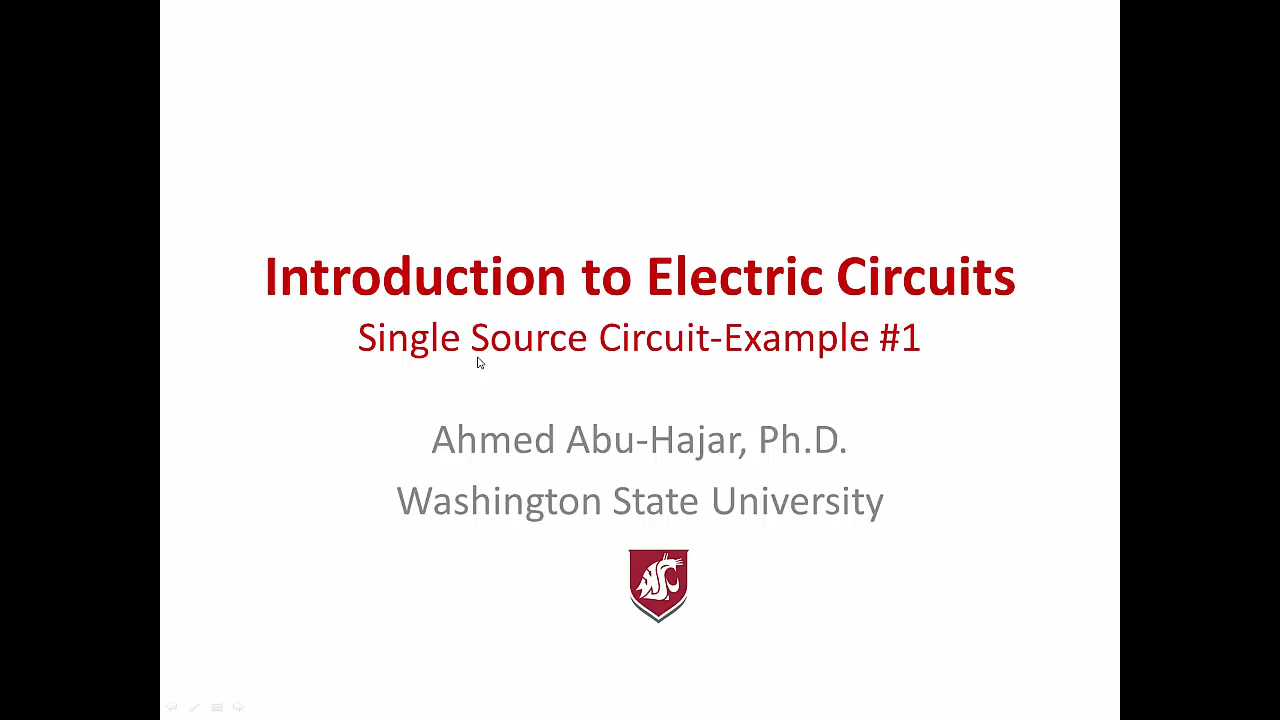 Introduction to Electric Circuits
Single Source Circuit-Example #1
Ahmed Abu-Hajar, Ph.D.
Washington State University